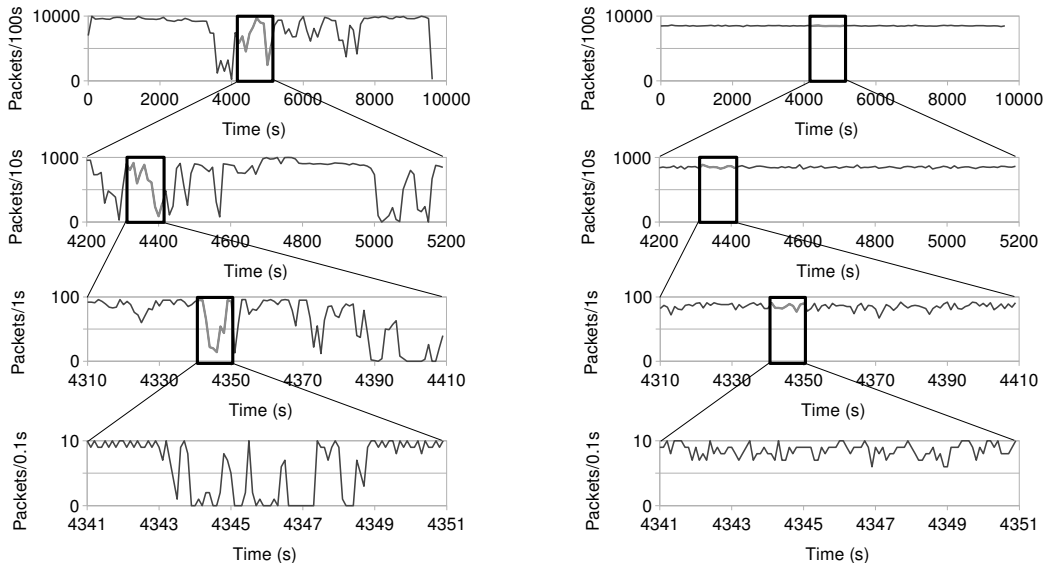 Packets/100s
10000
0
0 2000 4000 6000 8000 10000
Time (s)
Packets/10s
1000
0
4200 4400 4600 4800 5000 5200
Time (s)
Packets/1s
100
0
4310 4330 4350 4370 4390 4410
Time (s)
Packets/0.1s
10
0
4341 4343 4345 4347 4349 4351
Time (s)
Packets/100s
10000
0
0 2000 4000 6000 8000 10000
Time (s)
Packets/10s
1000
0
4200 4400 4600 4800 5000 5200
Time (s)
Packets/1s
100
0
4310 4330 4350 4370 4390 4410
Time (s)
Packets/0.1s
10
0
4341 4343 4345 4347 4349 4351
Time (s)